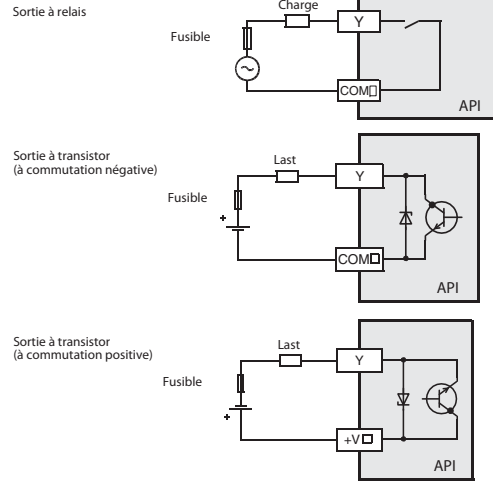 Sortie à relais
Charge
Fusible
Y
COM□
API
Sortie à transistor
(à commutation négative)
Last
Fusible
Y
+
COM□
API
Sortie à transistor
(à commutation positive)
Last
Fusible
Y
+
+V□
API